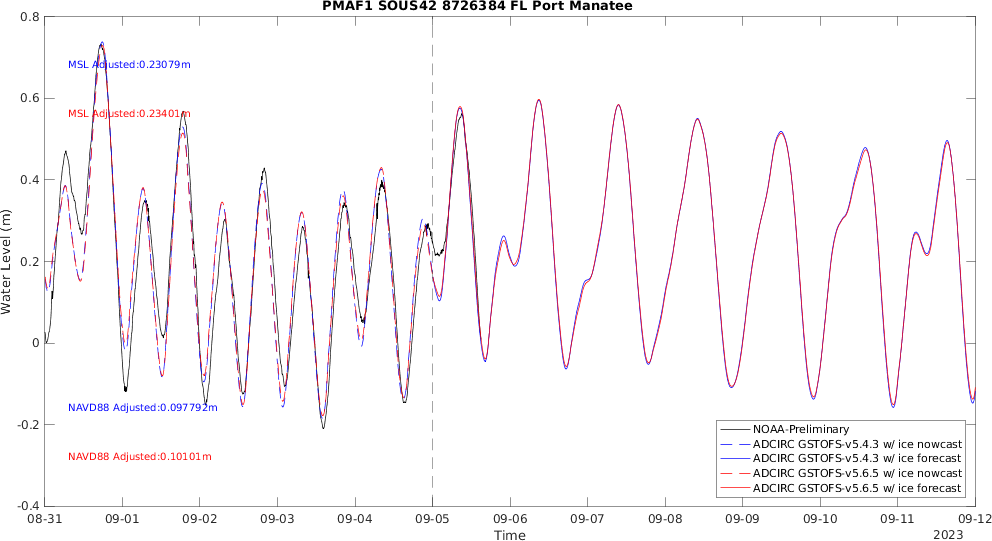 PMAF1 SOUS42 8726384 FL Port Manatee
0.8
0.6
0.4
0.2
0
-0.2
-0.4
Water Level (m)
MSL Adjusted:0.23079m
MSL Adjusted:0.23401m
NAVD88 Adjusted:0.097792m
NAVD88 Adjusted:0.10101m
NOAA-Preliminary
ADCIRC GSTOFS-v5.4.3 w/ ice nowcast
ADCIRC GSTOFS-v5.4.3 w/ ice forecast
ADCIRC GSTOFS-v5.6.5 w/ ice nowcast
ADCIRC GSTOFS-v5.6.5 w/ ice forecast
08-31 09-01 09-02 09-03 09-04 09-05 09-06 09-07 09-08 09-09 09-10 09-11 09-12
Time
2023